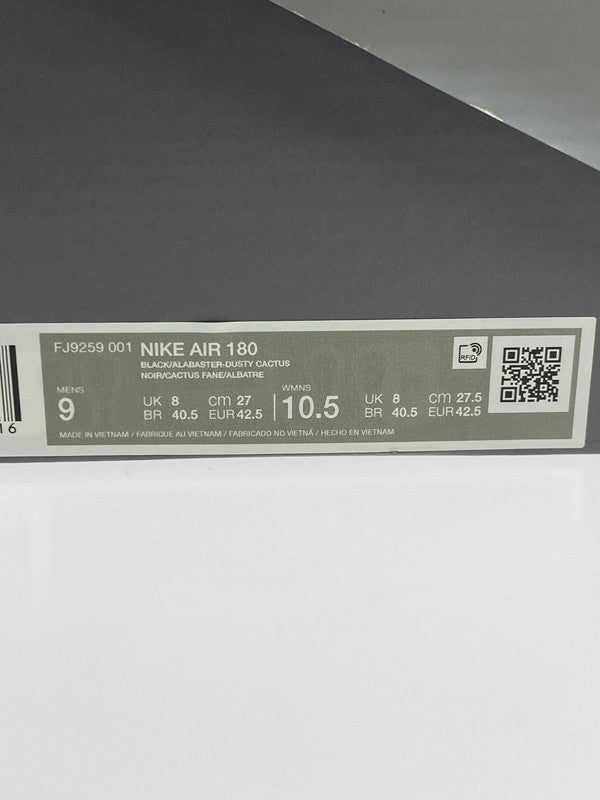 FJ9259 001 NIKE AIR 180
BLACK/ALABASTER-DUSTY CACTUS
NOIR/CACTUS FANE/ALBATRE
RFID
MENS
9
UK 8 cm 27
BR 40.5 EUR 42.5
WMNS
10.5
UK 8 cm 27.5
BR 40.5 EUR 42.5
MADE IN VIETNAM / FABRIQUE AU VIETNAM / FABRICADO NO VIETNÃ / HECHO EN VIETNAM